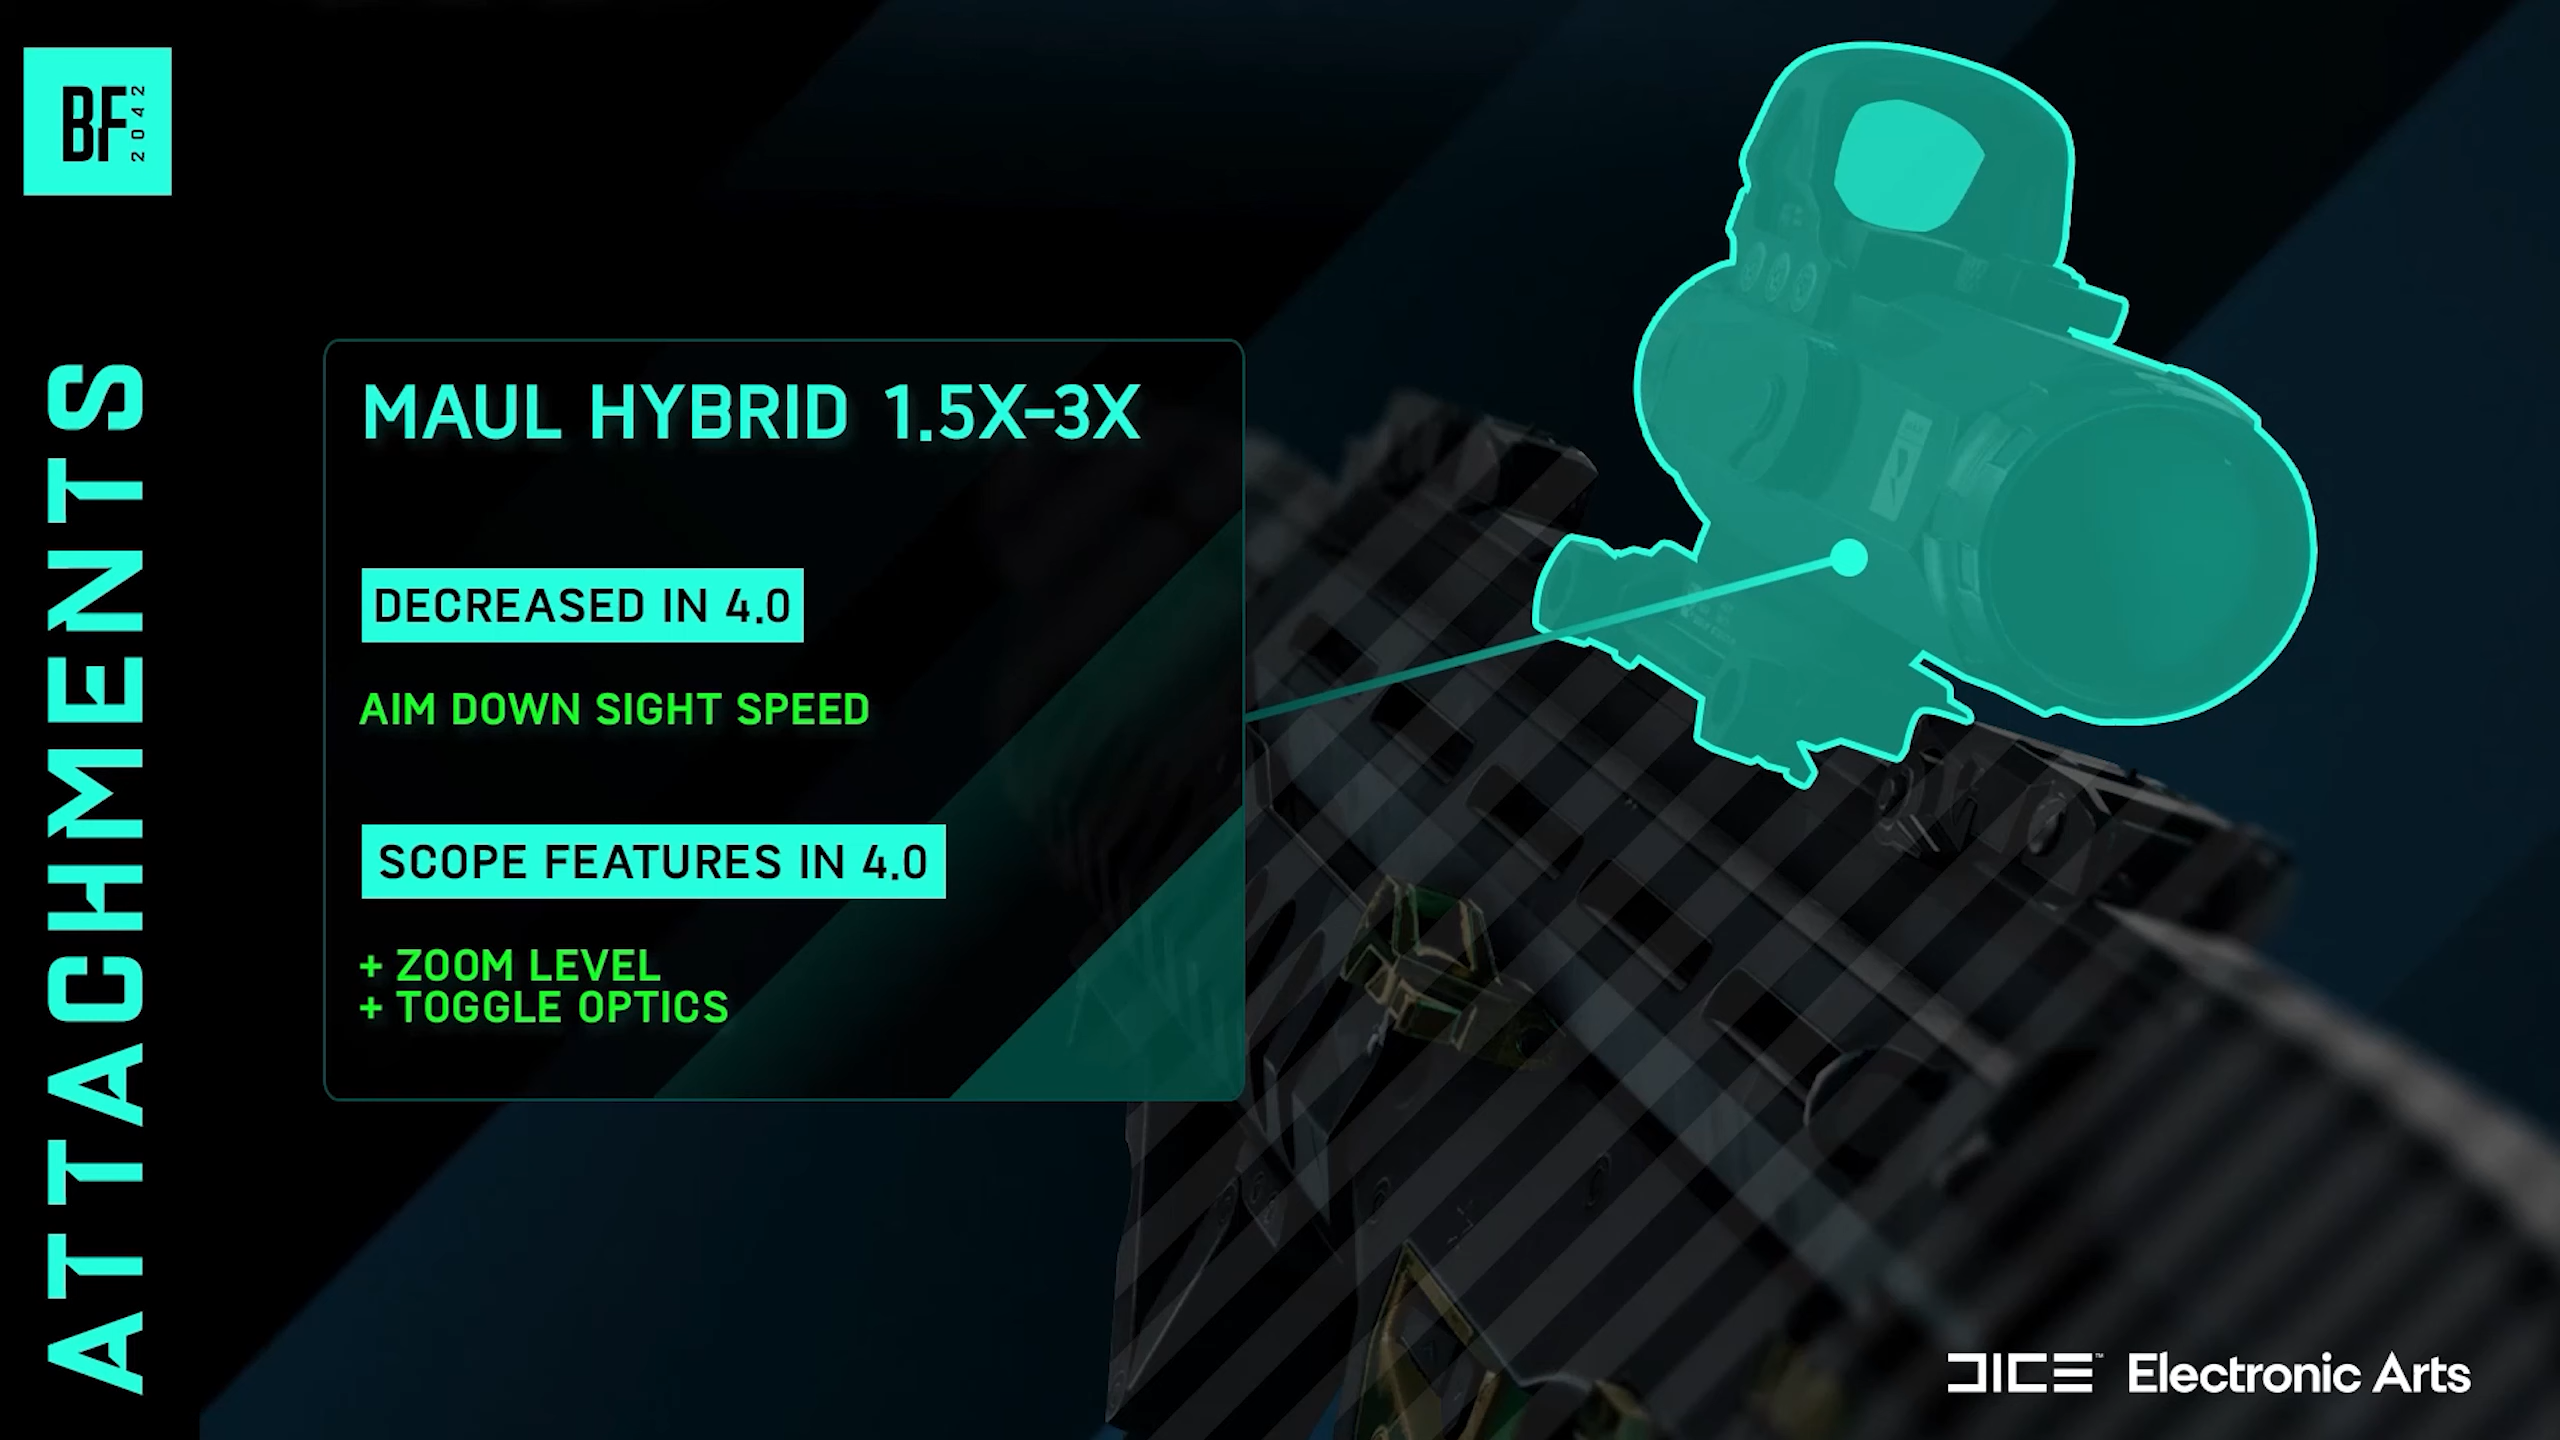 BF
2042
ATTACHMENTS
MAUL HYBRID 1.5X-3X
DECREASED IN 4.0
AIM DOWN SIGHT SPEED
SCOPE FEATURES IN 4.0
+ ZOOM LEVEL
+ TOGGLE OPTICS
DICE™ Electronic Arts